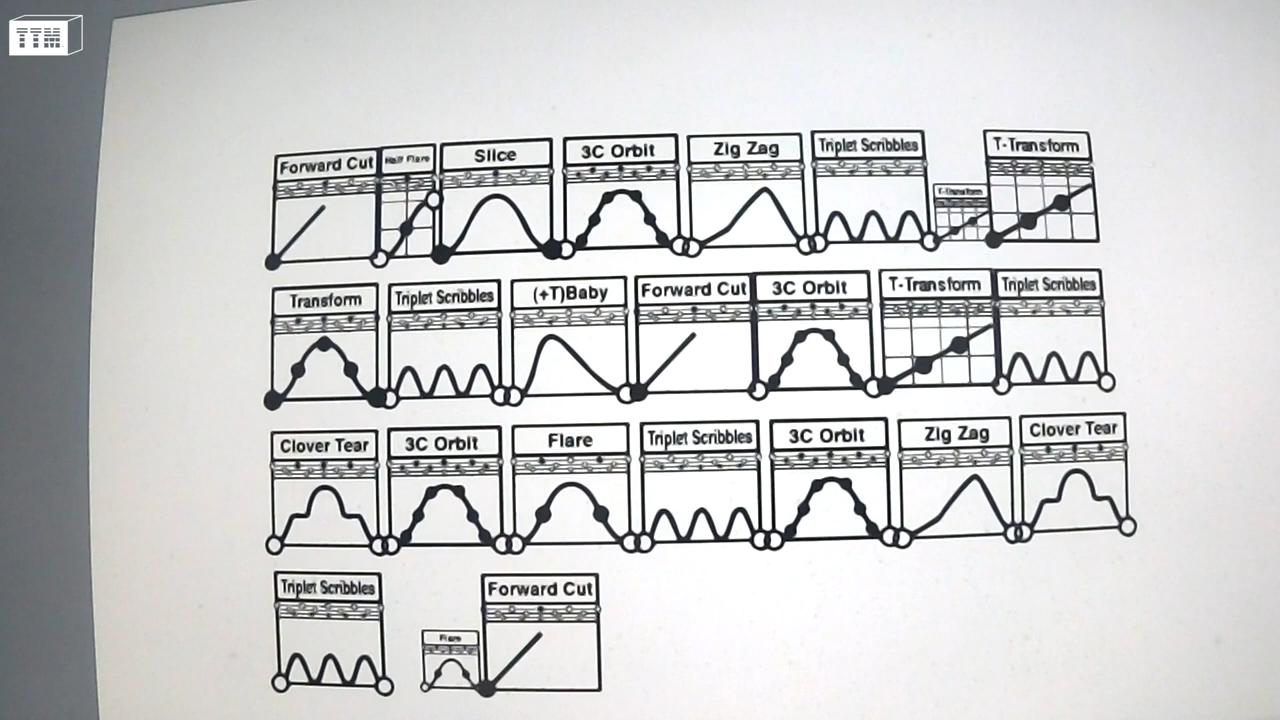 TTM
Forward Cut Half Flare Slice 3C Orbit Zig Zag Triplet Scribbles T-Transform T-Transform
Transform Triplet Scribbles (+T)Baby Forward Cut 3C Orbit T-Transform Triplet Scribbles
Clover Tear 3C Orbit Flare Triplet Scribbles 3C Orbit Zig Zag Clover Tear
Triplet Scribbles Flare Forward Cut